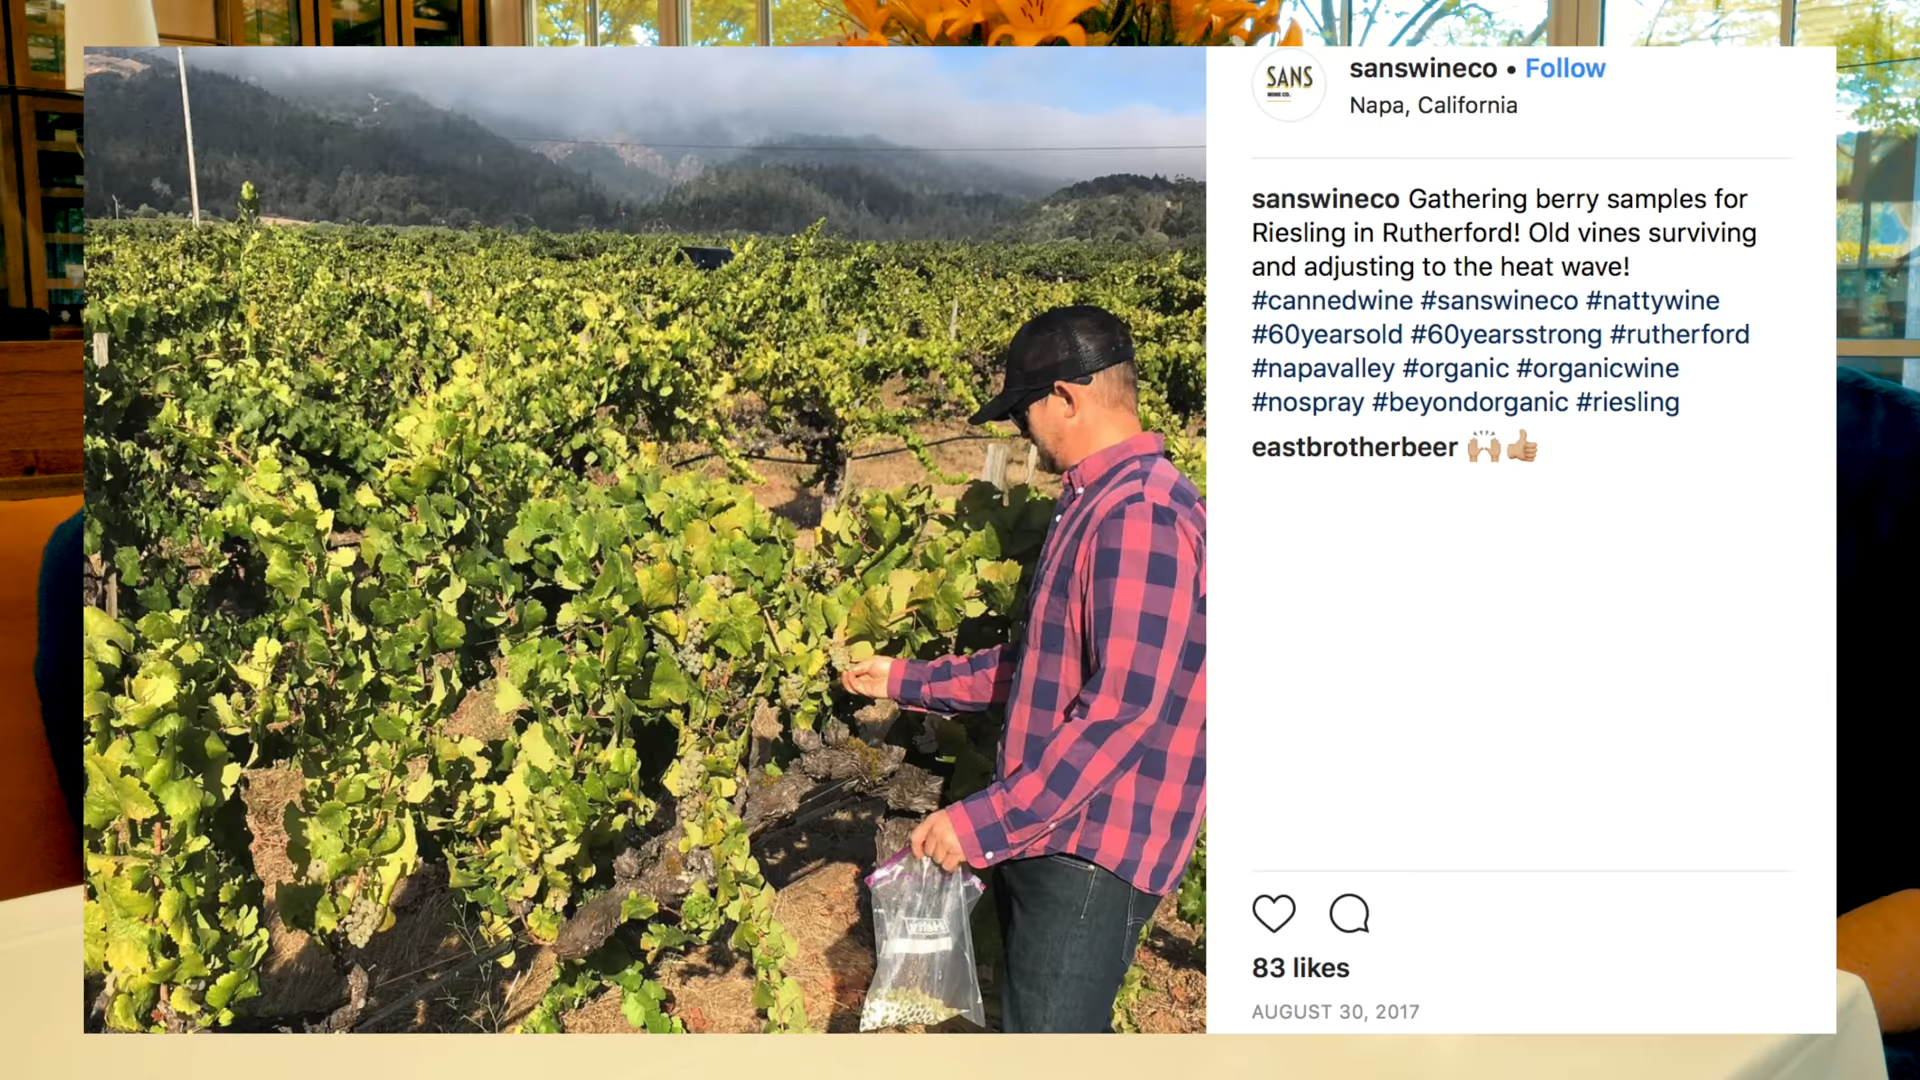 SANS
WINE CO.
sanswineco • Follow
Napa, California
sanswineco Gathering berry samples for
Riesling in Rutherford! Old vines surviving
and adjusting to the heat wave!
#cannedwine #sanswineco #nattywine
#60yearsold #60yearsstrong #rutherford
#napavalley #organic #organicwine
#nospray #beyondorganic #riesling
eastbrotherbeer 🙌🏼👍🏼
83 likes
AUGUST 30, 2017